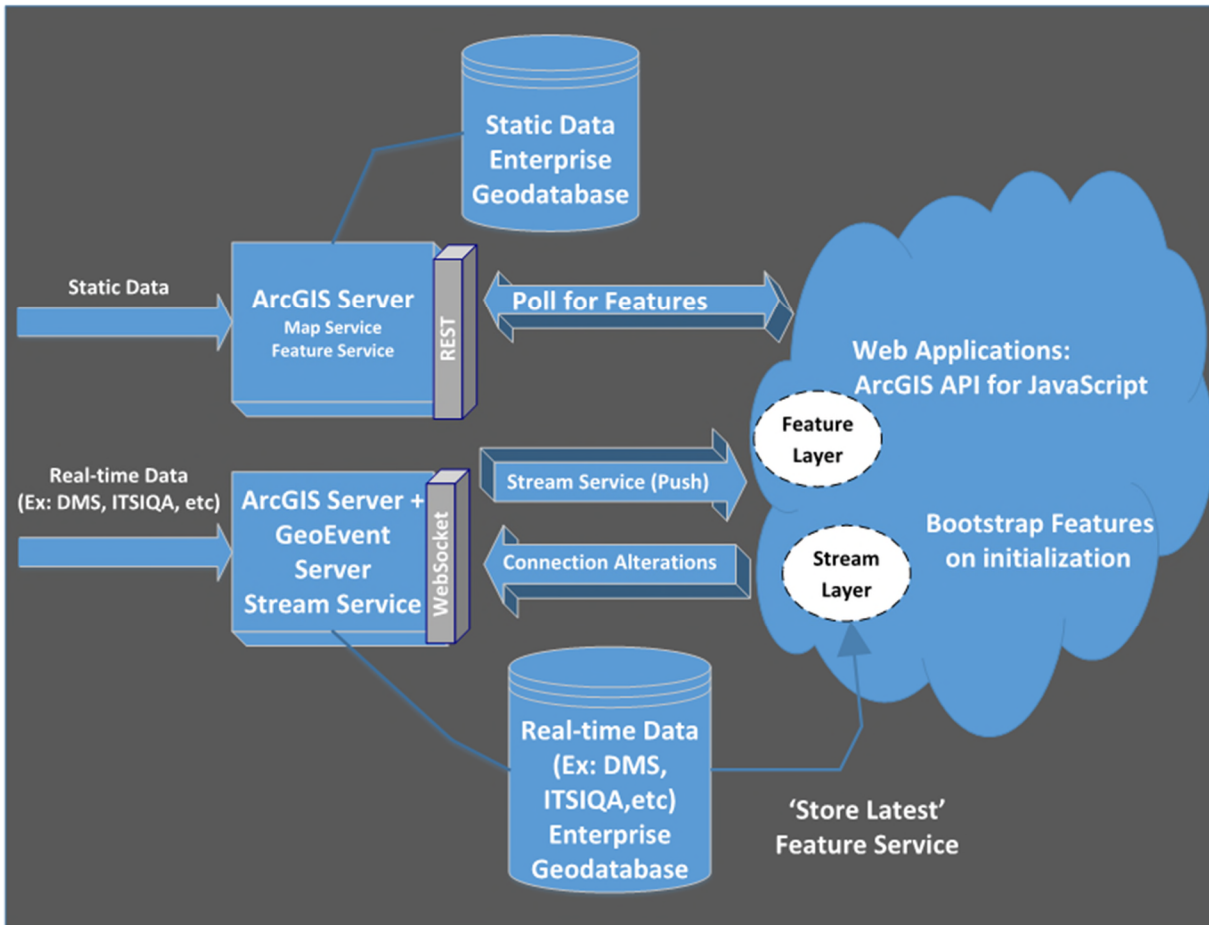 Static Data
Enterprise
Geodatabase
Static Data
ArcGIS Server
Map Service
Feature Service
REST
Poll for Features
Web Applications:
ArcGIS API for JavaScript
Feature
Layer
Real-time Data
(Ex: DMS, ITSIQA, etc)
ArcGIS Server +
GeoEvent
Server
Stream Service
WebSocket
Stream Service (Push)
Connection Alterations
Bootstrap Features
on initialization
Stream
Layer
Real-time Data
(Ex: DMS,
ITSIQA,etc)
Enterprise
Geodatabase
‘Store Latest’
Feature Service